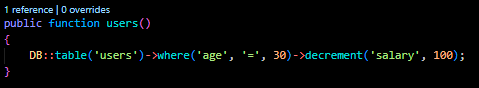 1 reference | 0 overrides
public function users()
{
    DB::table('users')->where('age', '=', 30)->decrement('salary', 100);
}